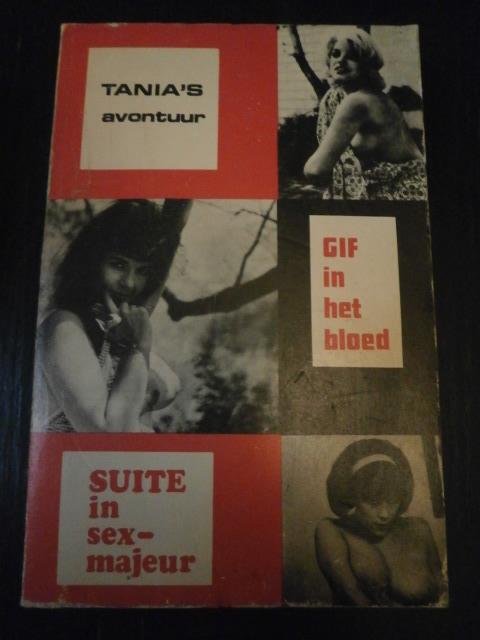 TANIA'S
avontuur
GIF
in
het
bloed
SUITE
in
sex-
majeur